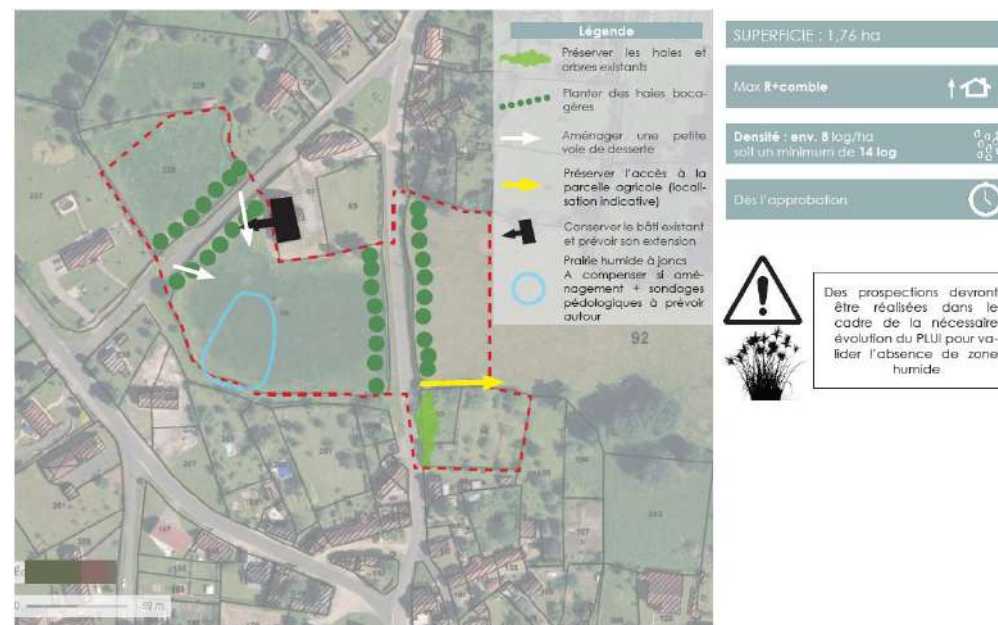 Légende
Préserver les haies et
arbres existants
Planter des haies boca-
gères
Aménager une petite
voie de desserte
Préserver l'accès à la
parcelle agricole (locali-
sation indicative)
Conserver le bâti existant
et prévoir son extension
Prairie humide à joncs
A compenser si amé-
nagement + sondages
pédologiques à prévoir
autour
92
SUPERFICIE : 1,76 ha
Max R+comble
Densité : env. 8 log/ha
soit un minimum de 14 log
Dès l'approbation
Des prospections devront
être réalisées dans le
cadre de la nécessaire
évolution du PLUI pour va-
lider l'absence de zone
humide